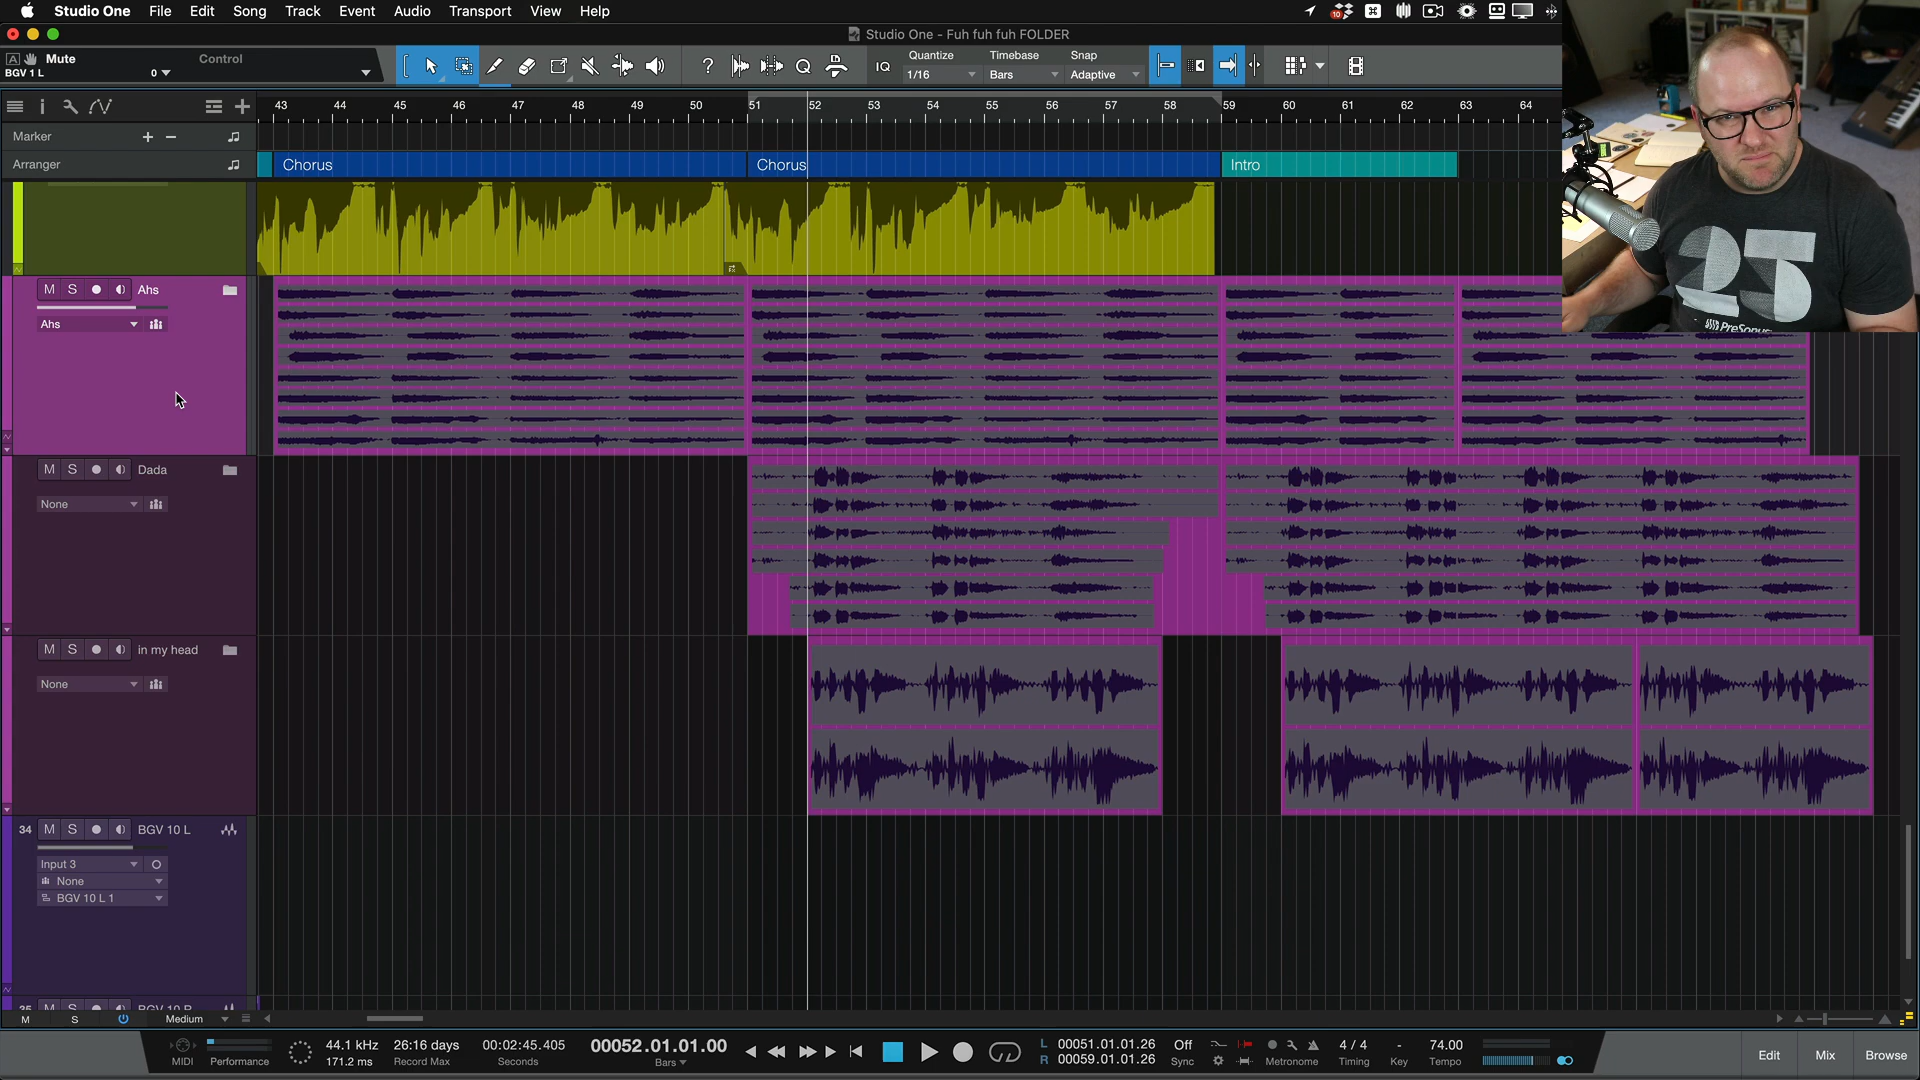 Studio One File Edit Song Track Event Audio Transport View Help
10
Studio One - Fuh fuh fuh FOLDER
A Mute Control
BGV 1 L 0
? Q IQ
Quantize Timebase Snap
1/16 Bars Adaptive
43 44 45 46 47 48 49 50 51 52 53 54 55 56 57 58 59 60 61 62 63 64
Marker + −
Arranger
Chorus Chorus Intro
M S Ahs
Ahs
25
PreSonus
M S Dada
None
M S in my head
None
34 M S BGV 10 L
Input 3
None
BGV 10 L 1
35 M S BGV 10 R
M S Medium
MIDI Performance
44.1 kHz
171.2 ms
26:16 days
Record Max
00:02:45.405
Seconds
00052.01.01.00
Bars
L 00051.01.01.26
R 00059.01.01.26
Off
Sync
Metronome
4 / 4
Timing
-
Key
74.00
Tempo
Edit Mix Browse